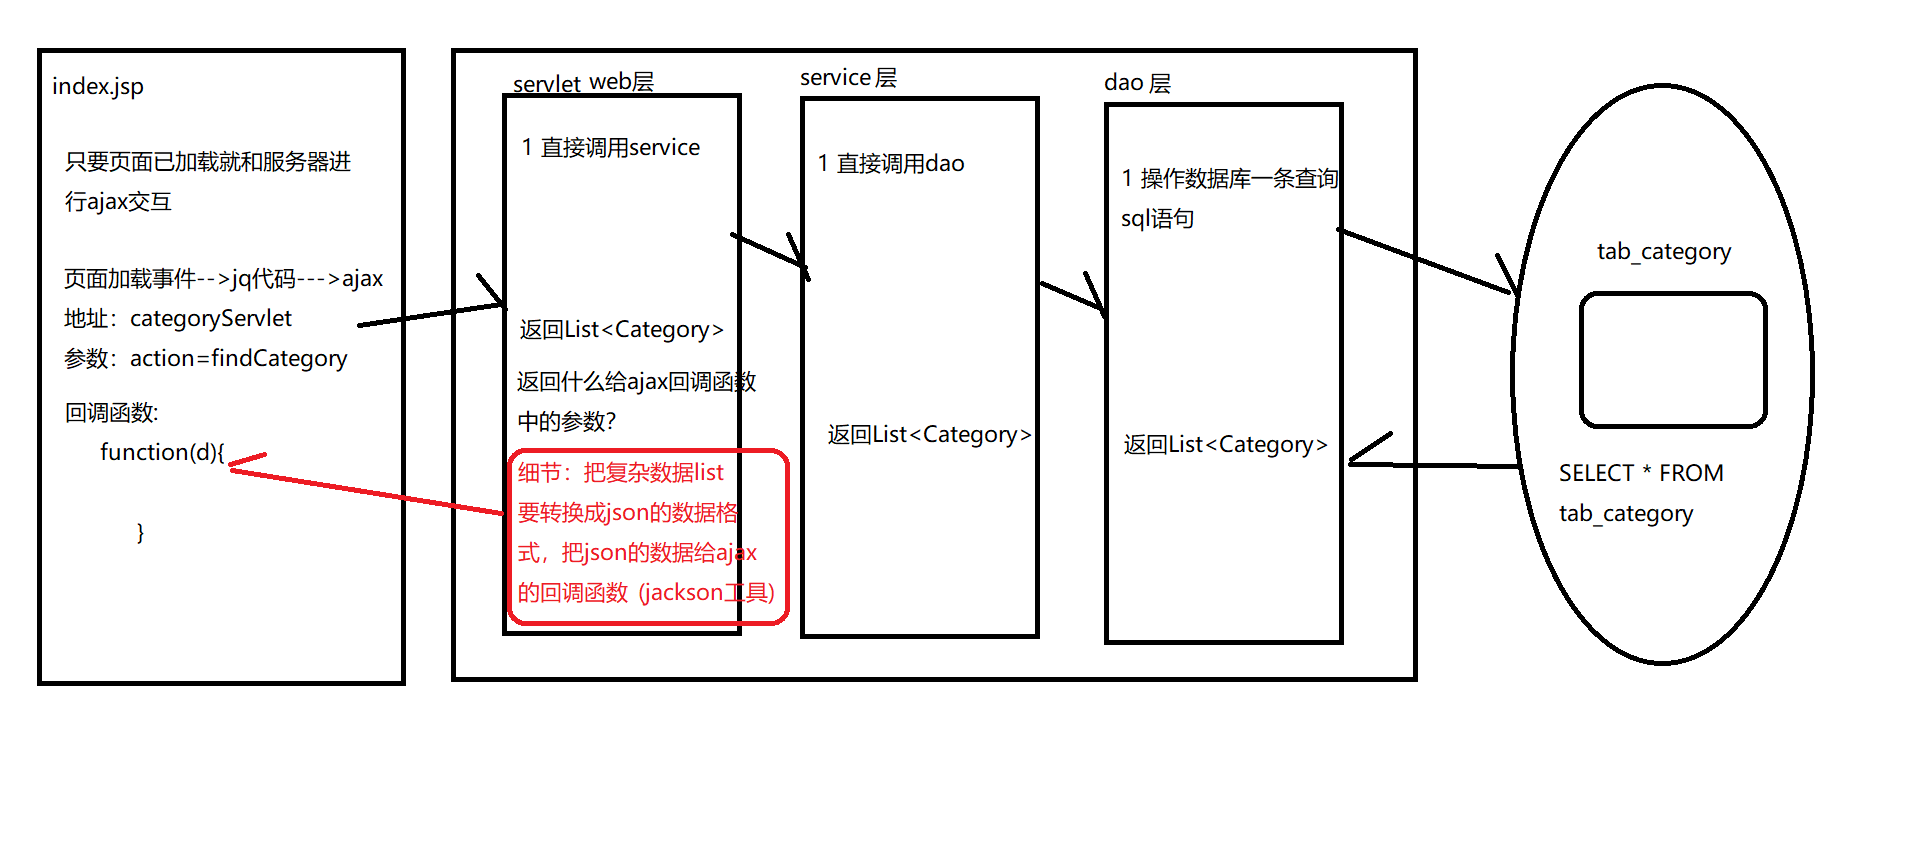 index.jsp
只要页面已加载就和服务器进
行ajax交互
页面加载事件-->jq代码--->ajax
地址：categoryServlet
参数：action=findCategory
回调函数:
function(d){
}
servlet web层
1 直接调用service
返回List<Category>
返回什么给ajax回调函数
中的参数？
细节：把复杂数据list
要转换成json的数据格
式，把json的数据给ajax
的回调函数 (jackson工具)
service 层
1 直接调用dao
返回List<Category>
dao 层
1 操作数据库一条查询
sql语句
返回List<Category>
tab_category
SELECT * FROM
tab_category